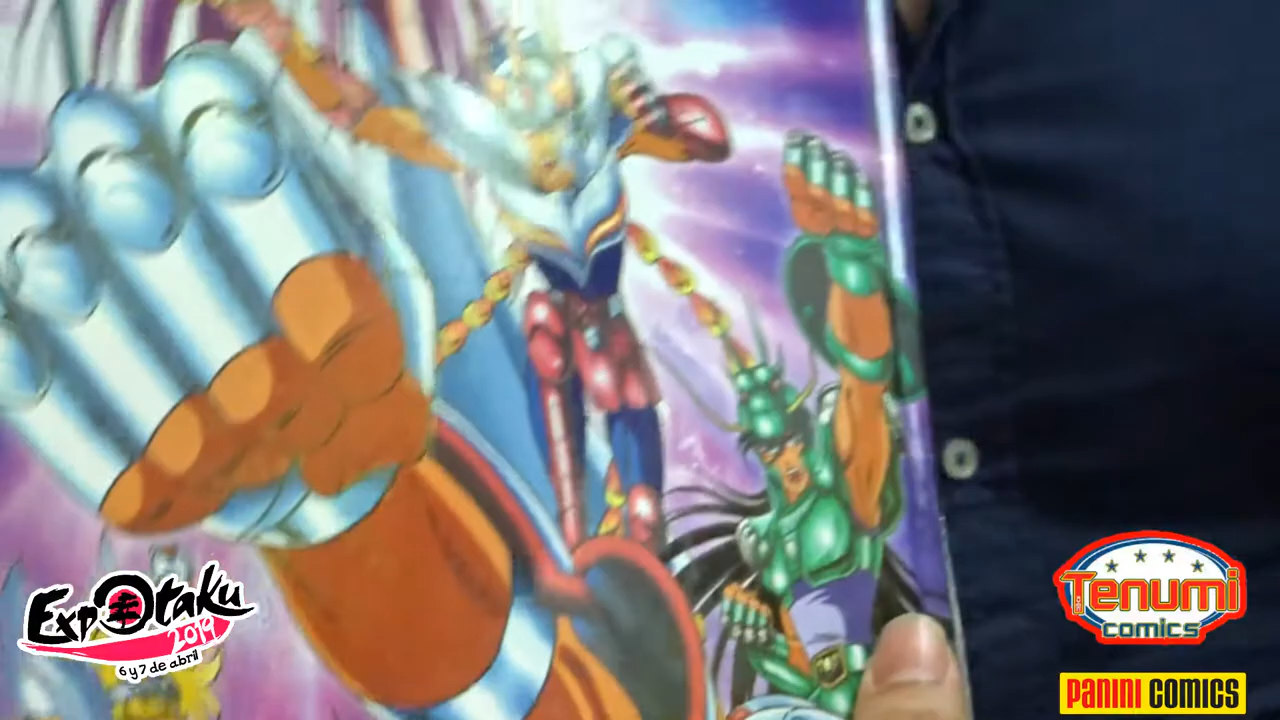 ExpOtaku
2019
6 y 7 de abril
Tenumi
comics
PANINI COMICS